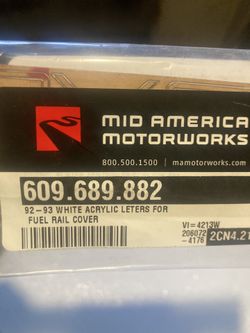 MID AMERICA
MOTORWORKS
800.500.1500 | mamotorworks.com
609.689.882
92-93 WHITE ACRYLIC LETERS FOR
FUEL RAIL COVER
VI=4213W
206072
-4176
2CN4.21